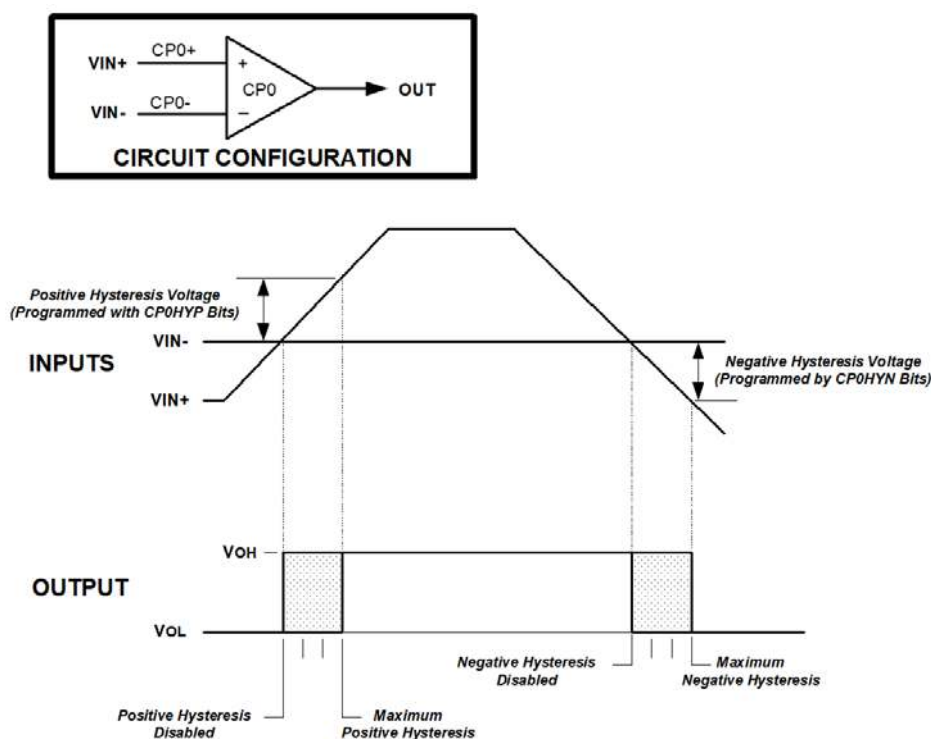 VIN+
CP0+
+
CP0
OUT
VIN-
CP0-
–
CIRCUIT CONFIGURATION
Positive Hysteresis Voltage
(Programmed with CP0HYP Bits)
VIN-
INPUTS
Negative Hysteresis Voltage
(Programmed by CP0HYN Bits)
VIN+
VOH
OUTPUT
VOL
Negative Hysteresis
Disabled
Maximum
Negative Hysteresis
Positive Hysteresis
Disabled
Maximum
Positive Hysteresis